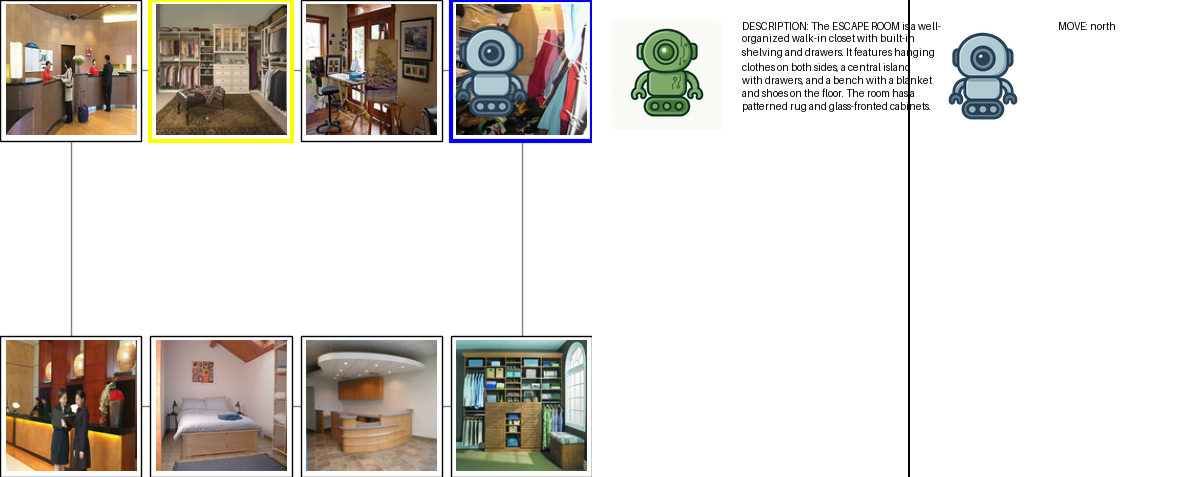 DESCRIPTION: The ESCAPE ROOM is a well-
organized walk-in closet with built-in
shelving and drawers. It features hanging
clothes on both sides, a central island
with drawers, and a bench with a blanket
and shoes on the floor. The room has a
patterned rug and glass-fronted cabinets.
MOVE: north